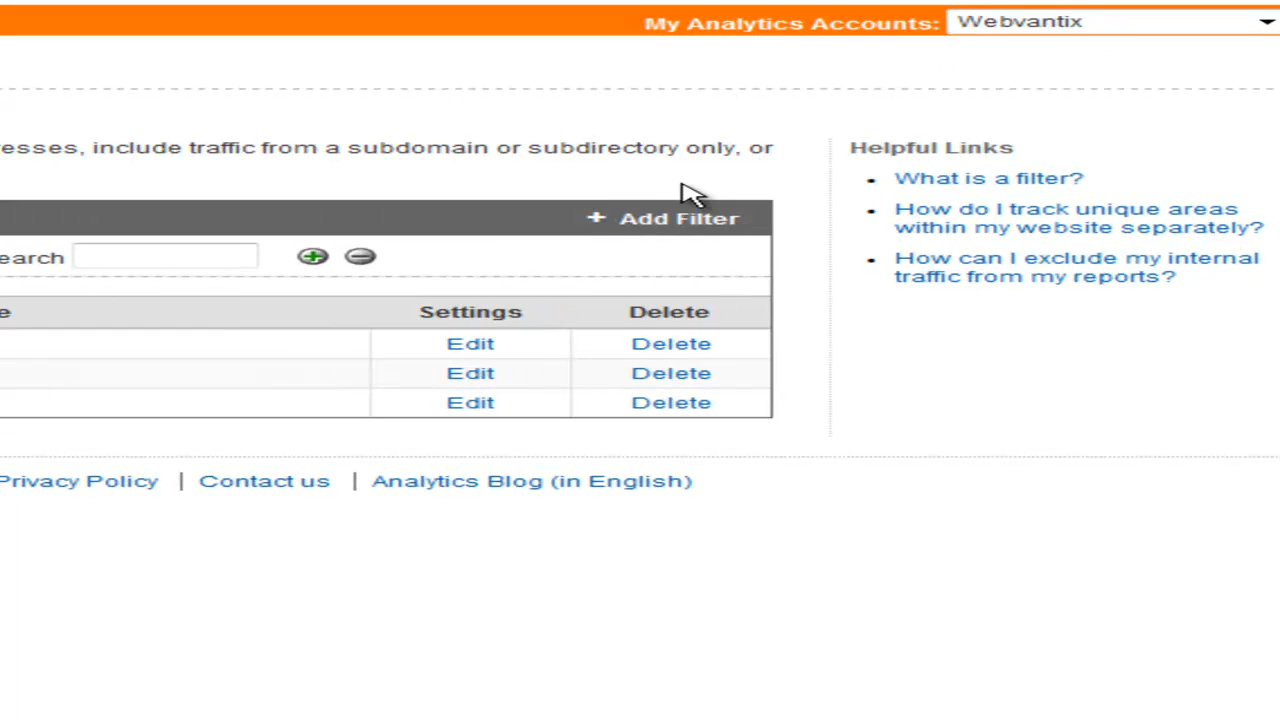 My Analytics Accounts: Webvantix
include traffic from a subdomain or subdirectory only, or
Helpful Links
What is a filter?
How do I track unique areas
within my website separately?
How can I exclude my internal
traffic from my reports?
+ Add Filter
Settings Delete
Edit Delete
Edit Delete
Edit Delete
Privacy Policy | Contact us | Analytics Blog (in English)